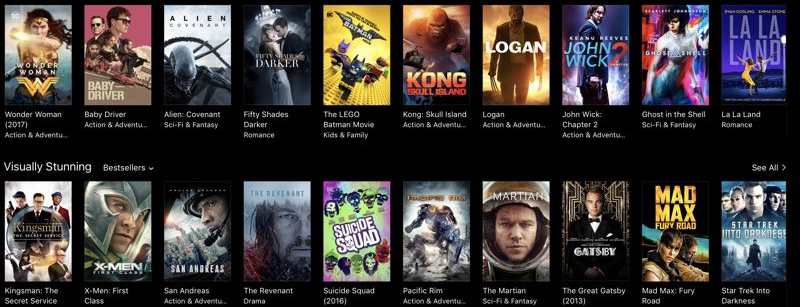 WONDER WOMAN
BABY DRIVER
ALIEN COVENANT
FIFTY SHADES DARKER
BATMAN
KONG SKULL ISLAND
LOGAN
KEANU REEVES
JOHN WICK 2
SCARLETT JOHANSSON
GHOST IN THE SHELL
RYAN GOSLING EMMA STONE
LA LA LAND
Wonder Woman (2017)
Action & Adventu...
Baby Driver
Action & Adventu...
Alien: Covenant
Sci-Fi & Fantasy
Fifty Shades Darker
Romance
The LEGO Batman Movie
Kids & Family
Kong: Skull Island
Action & Adventu...
Logan
Action & Adventu...
John Wick: Chapter 2
Action & Adventu...
Ghost in the Shell
Sci-Fi & Fantasy
La La Land
Romance
Visually Stunning Bestsellers See All
Kingsman
THE SECRET SERVICE
X-MEN
FIRST CLASS
SAN ANDREAS
THE REVENANT
SUICIDE SQUAD
PACIFIC RIM
MARTIAN
GATSBY
MAD MAX
FURY ROAD
STAR TREK
INTO DARKNESS
Kingsman: The Secret Service
X-Men: First Class
San Andreas
Action & Adventu...
The Revenant
Drama
Suicide Squad (2016)
Pacific Rim
Action & Adventu...
The Martian
Sci-Fi & Fantasy
The Great Gatsby (2013)
Mad Max: Fury Road
Star Trek Into Darkness